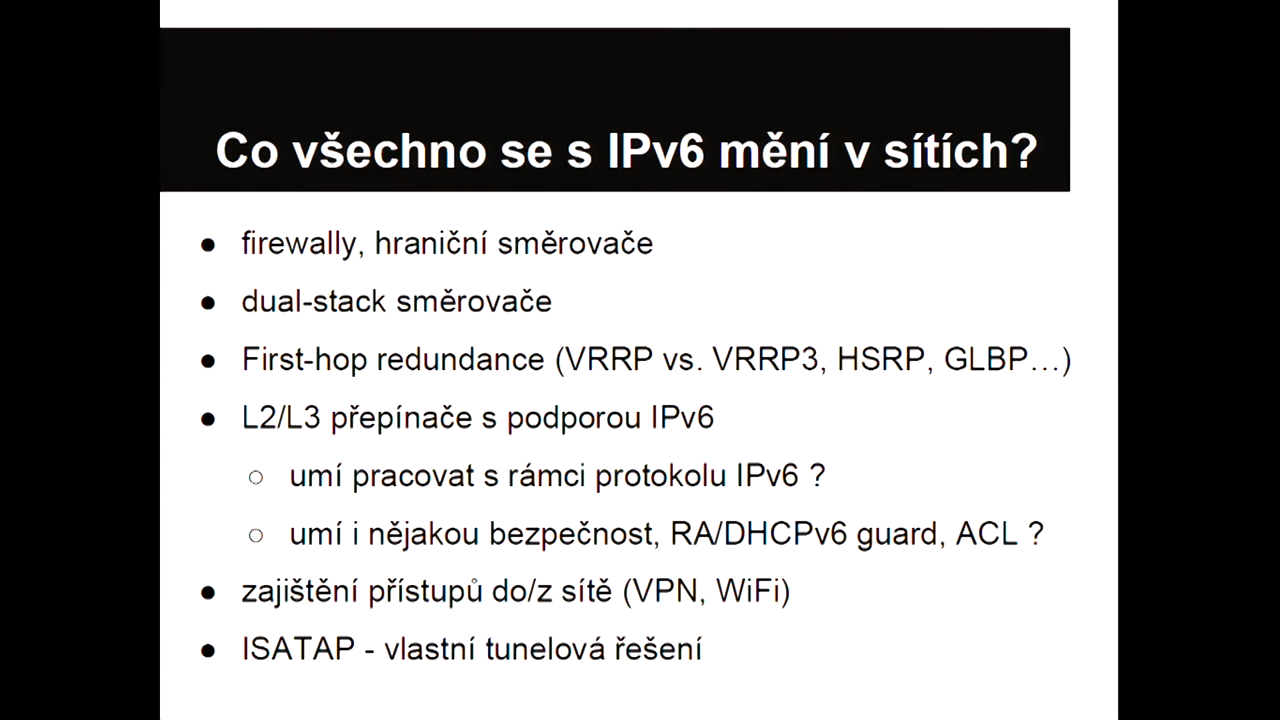 Co všechno se s IPv6 mění v sítích?
● firewally, hraniční směrovače
● dual-stack směrovače
● First-hop redundance (VRRP vs. VRRP3, HSRP, GLBP…)
● L2/L3 přepínače s podporou IPv6
○ umí pracovat s rámci protokolu IPv6 ?
○ umí i nějakou bezpečnost, RA/DHCPv6 guard, ACL ?
● zajištění přístupů do/z sítě (VPN, WiFi)
● ISATAP - vlastní tunelová řešení